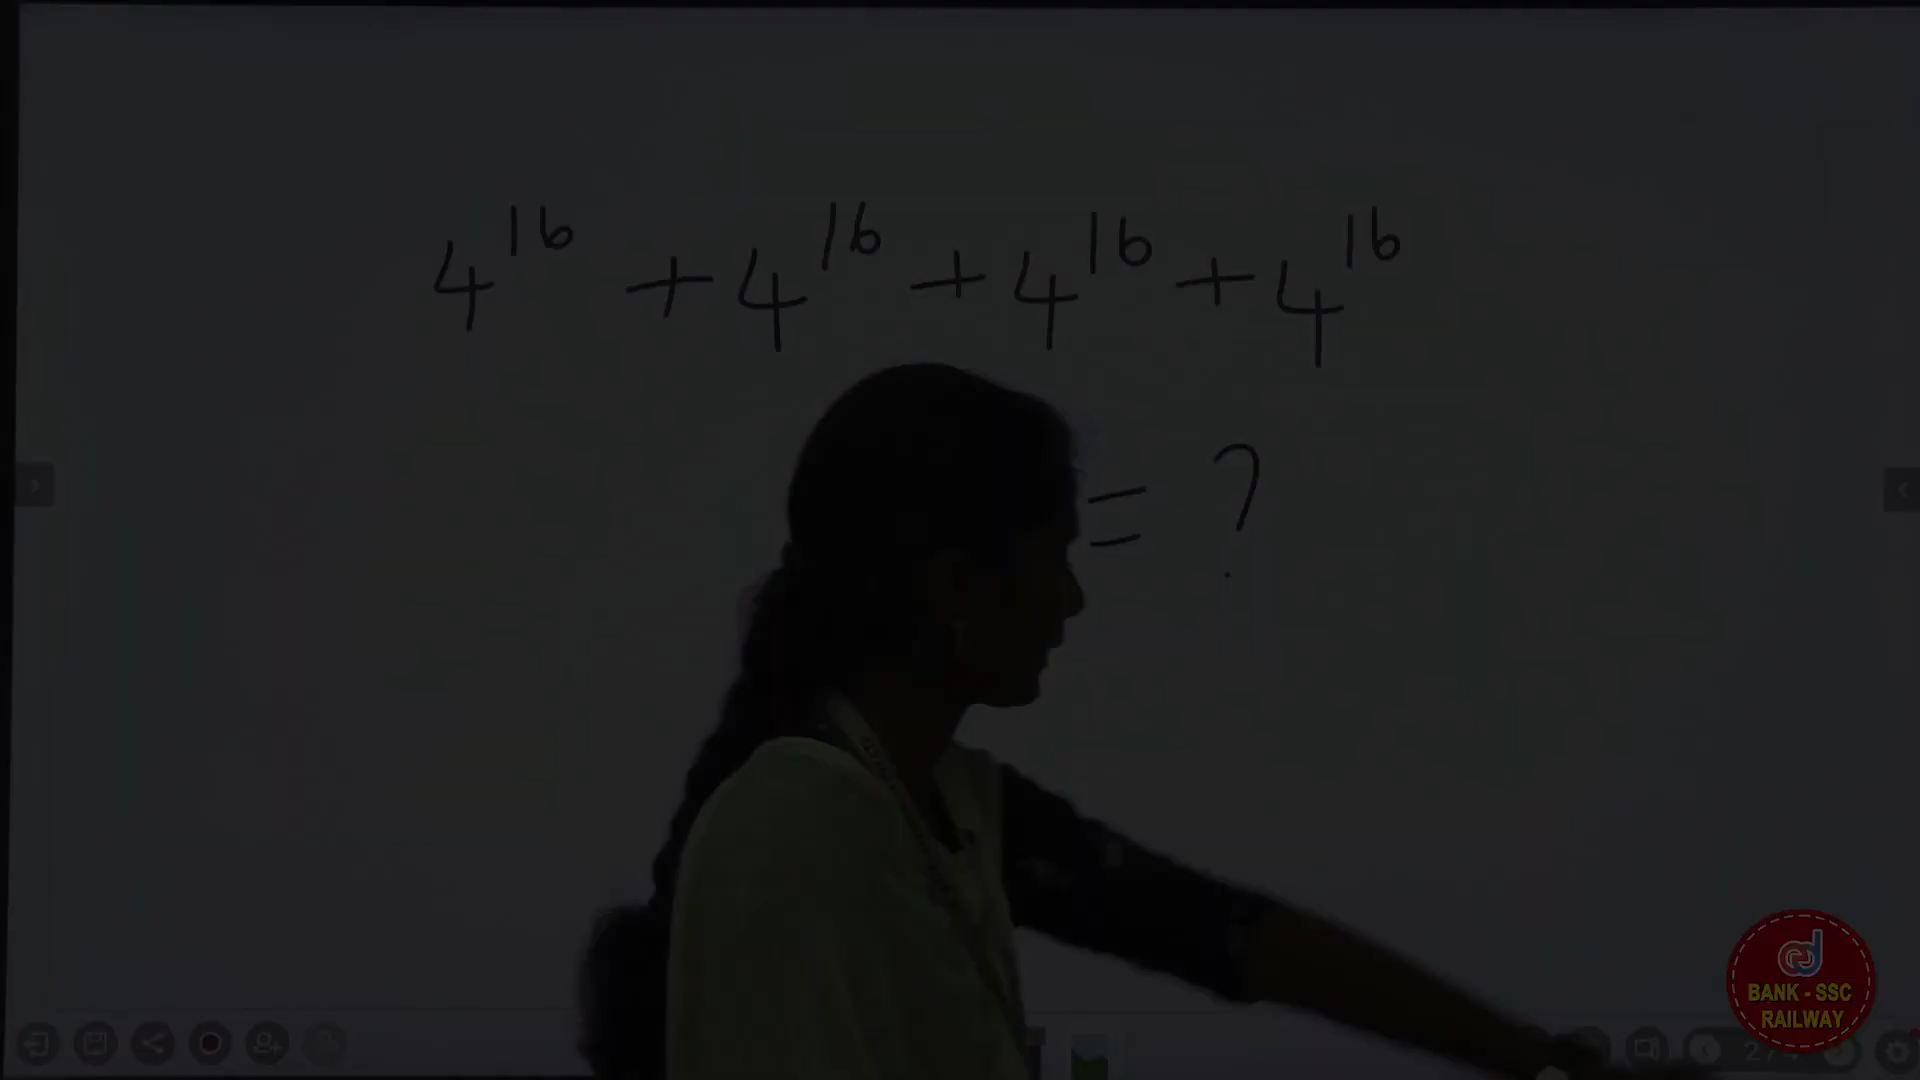 4^16 + 4^16 + 4^16 + 4^16
= ?
BANK - SSC
RAILWAY